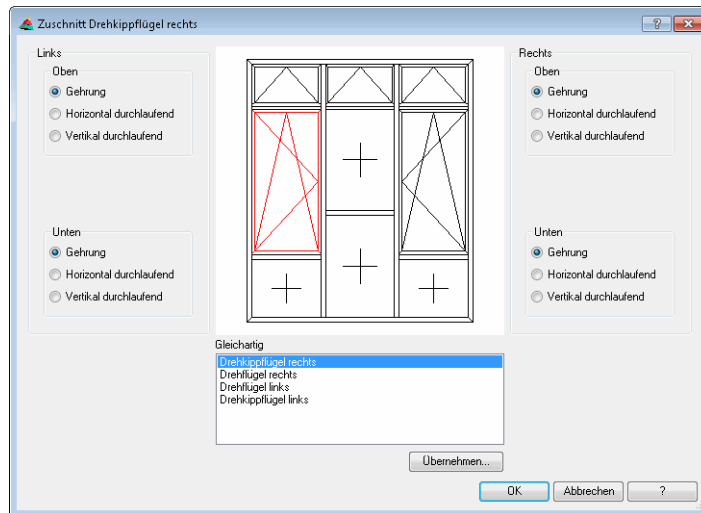 Zuschnitt Drehkippflügel rechts
Links
Oben
Gehrung
Horizontal durchlaufend
Vertikal durchlaufend
Unten
Gehrung
Horizontal durchlaufend
Vertikal durchlaufend
Rechts
Oben
Gehrung
Horizontal durchlaufend
Vertikal durchlaufend
Unten
Gehrung
Horizontal durchlaufend
Vertikal durchlaufend
Gleichartig
Drehkippflügel rechts
Drehflügel rechts
Drehflügel links
Drehkippflügel links
Übernehmen...
OK
Abbrechen
?